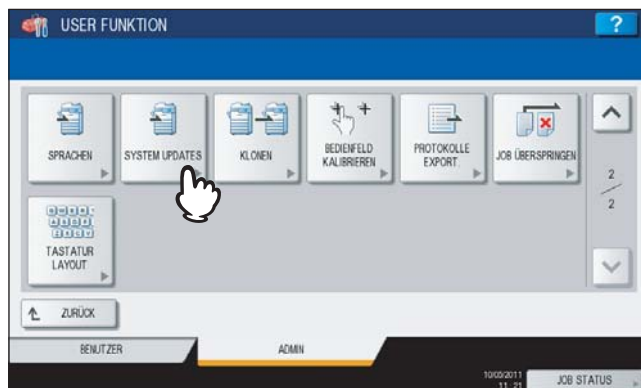 USER FUNKTION
?
SPRACHEN
SYSTEM UPDATES
KLONEN
BEDIENFELD
KALIBRIEREN
PROTOKOLLE
EXPORT
JOB ÜBERSPRINGEN
2
2
TASTATUR
LAYOUT
ZURÜCK
BENUTZER
ADMIN
10/03/2011
11:21
JOB STATUS